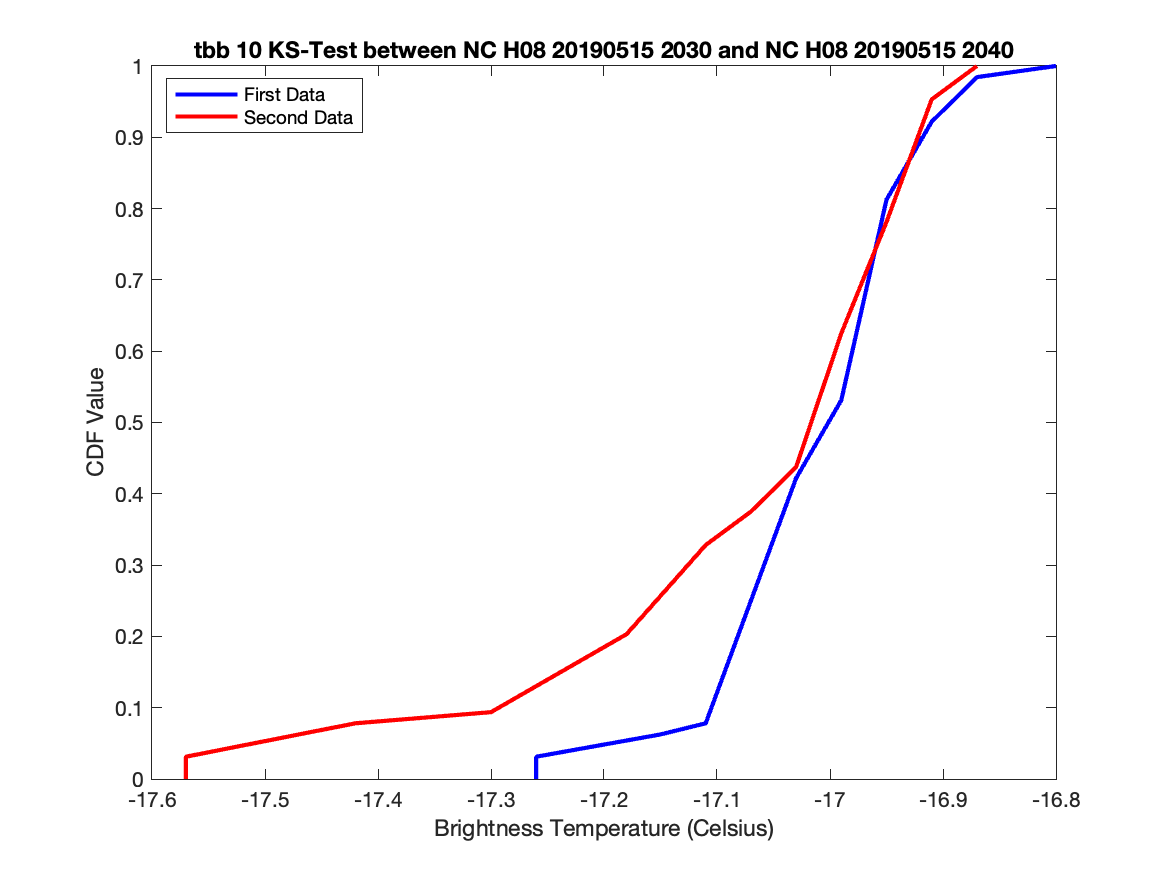 tbb 10 KS-Test between NC H08 20190515 2030 and NC H08 20190515 2040
First Data
Second Data
1
0.9
0.8
0.7
0.6
0.5
0.4
0.3
0.2
0.1
0
CDF Value
-17.6 -17.5 -17.4 -17.3 -17.2 -17.1 -17 -16.9 -16.8
Brightness Temperature (Celsius)